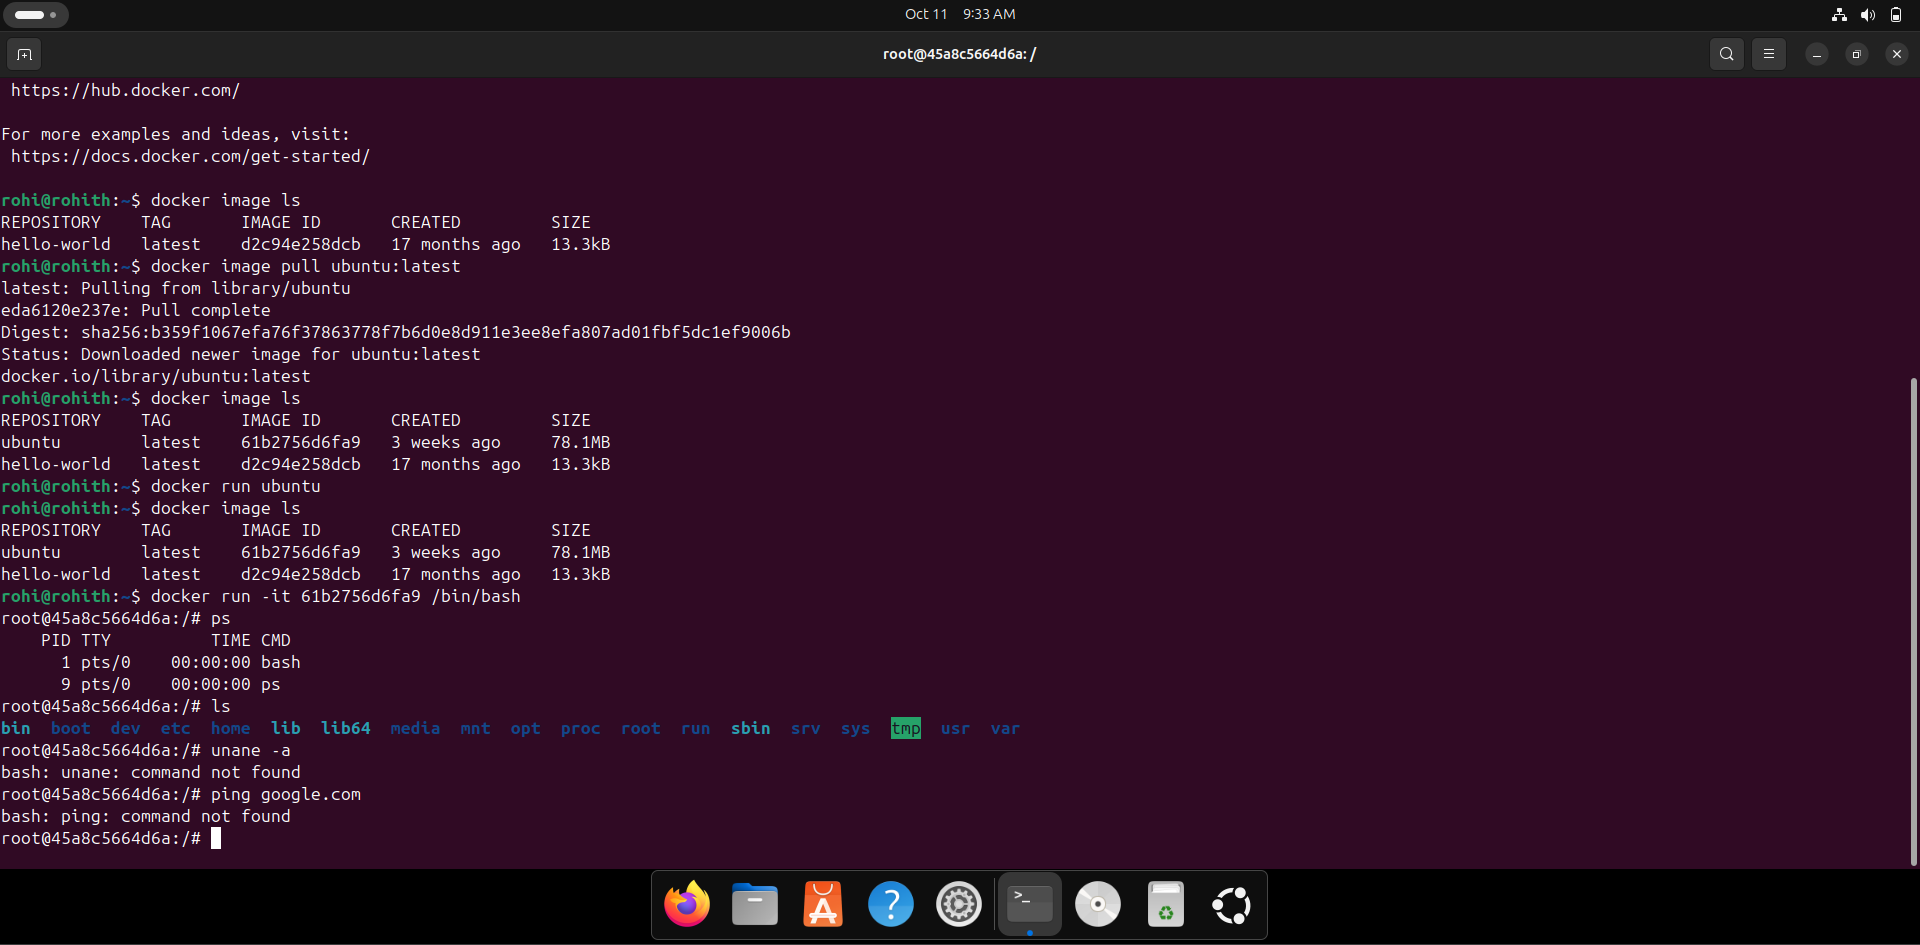 Oct 11 9:33 AM
root@45a8c5664d6a: /
https://hub.docker.com/
For more examples and ideas, visit:
https://docs.docker.com/get-started/
rohi@rohith:~$ docker image ls
REPOSITORY TAG IMAGE ID CREATED SIZE
hello-world latest d2c94e258dcb 17 months ago 13.3kB
rohi@rohith:~$ docker image pull ubuntu:latest
latest: Pulling from library/ubuntu
eda6120e237e: Pull complete
Digest: sha256:b359f1067efa76f37863778f7b6d0e8d911e3ee8efa807ad01fbf5dc1ef9006b
Status: Downloaded newer image for ubuntu:latest
docker.io/library/ubuntu:latest
rohi@rohith:~$ docker image ls
REPOSITORY TAG IMAGE ID CREATED SIZE
ubuntu latest 61b2756d6fa9 3 weeks ago 78.1MB
hello-world latest d2c94e258dcb 17 months ago 13.3kB
rohi@rohith:~$ docker run ubuntu
rohi@rohith:~$ docker image ls
REPOSITORY TAG IMAGE ID CREATED SIZE
ubuntu latest 61b2756d6fa9 3 weeks ago 78.1MB
hello-world latest d2c94e258dcb 17 months ago 13.3kB
rohi@rohith:~$ docker run -it 61b2756d6fa9 /bin/bash
root@45a8c5664d6a:/# ps
PID TTY TIME CMD
1 pts/0 00:00:00 bash
9 pts/0 00:00:00 ps
root@45a8c5664d6a:/# ls
bin boot dev etc home lib lib64 media mnt opt proc root run sbin srv sys tmp usr var
root@45a8c5664d6a:/# unane -a
bash: unane: command not found
root@45a8c5664d6a:/# ping google.com
bash: ping: command not found
root@45a8c5664d6a:/#